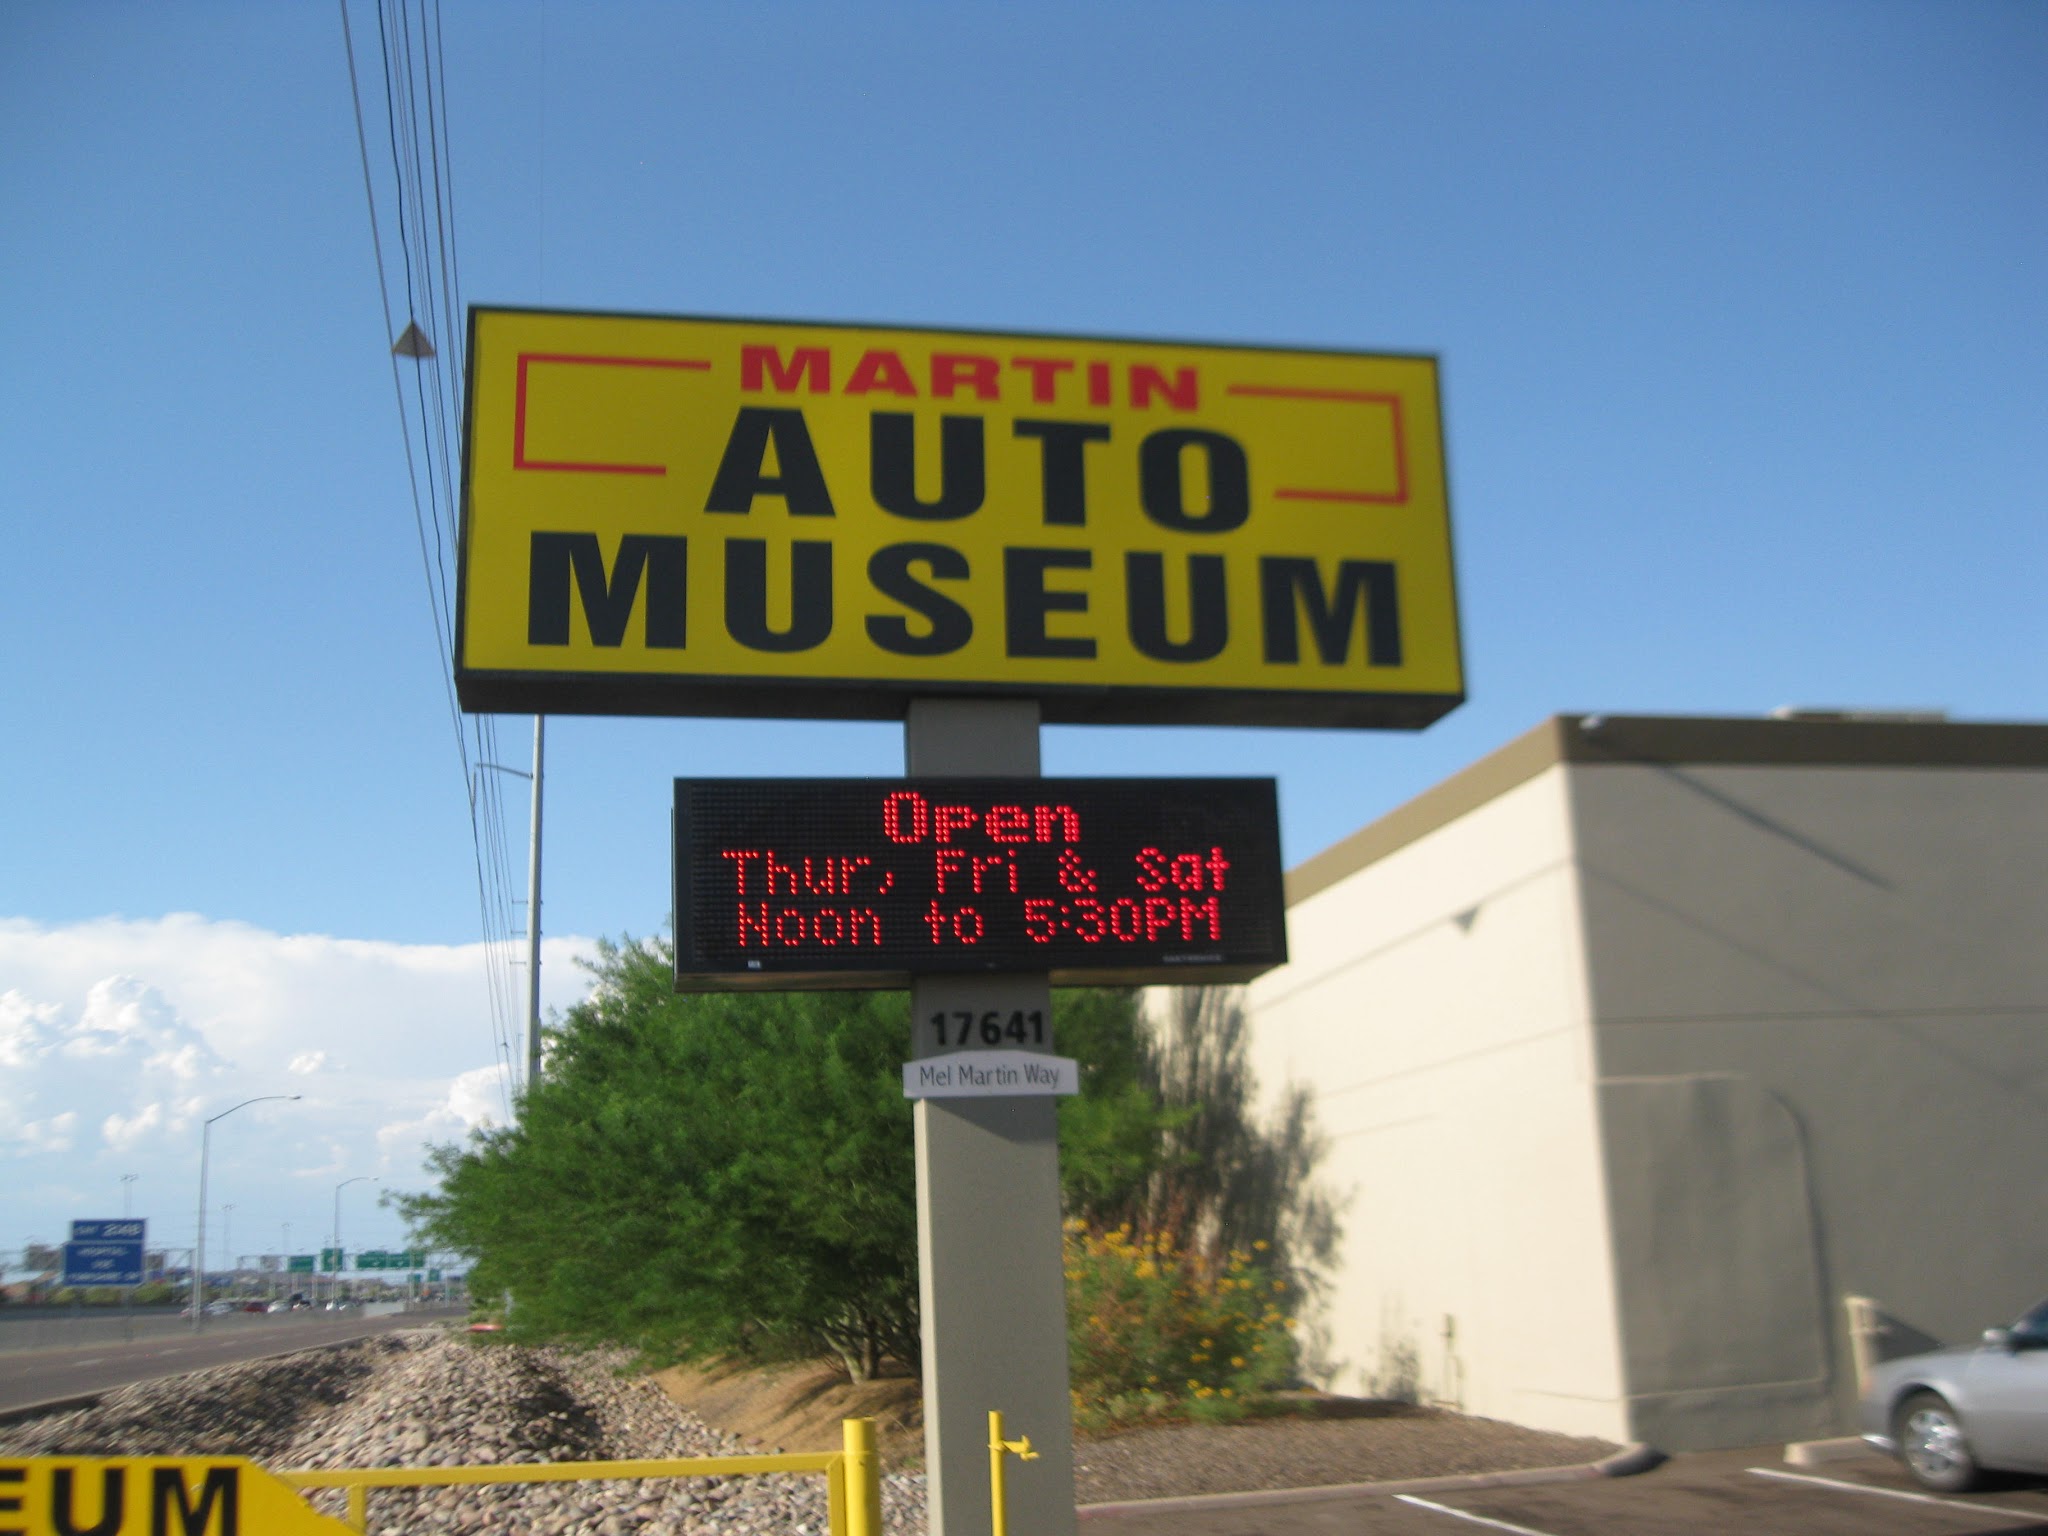 MARTIN
AUTO
MUSEUM
Open
Thur, Fri & Sat
Noon to 5:30PM
17641
Mel Martin Way
EUM